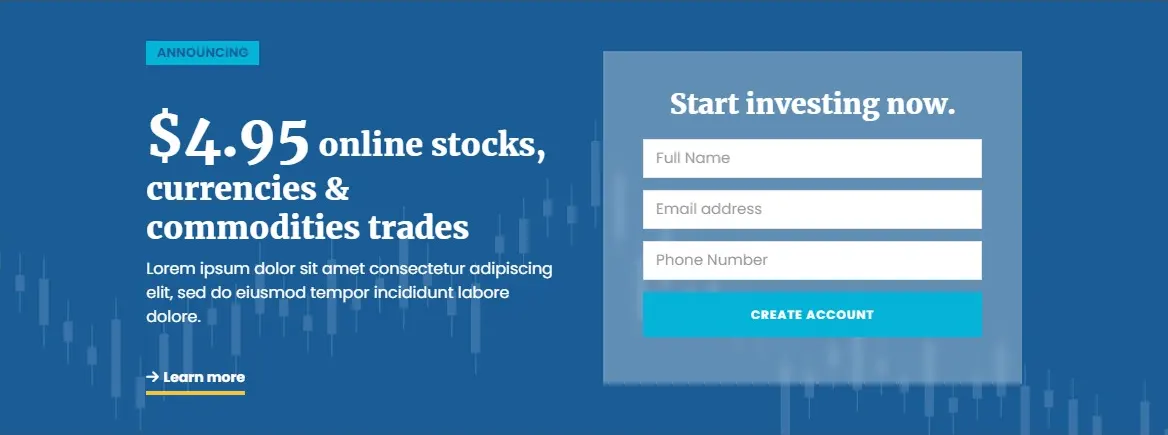 ANNOUNCING
$4.95 online stocks,
currencies &
commodities trades
Lorem ipsum dolor sit amet consectetur adipiscing
elit, sed do eiusmod tempor incididunt labore
dolore.
→ Learn more
Start investing now.
Full Name
Email address
Phone Number
CREATE ACCOUNT